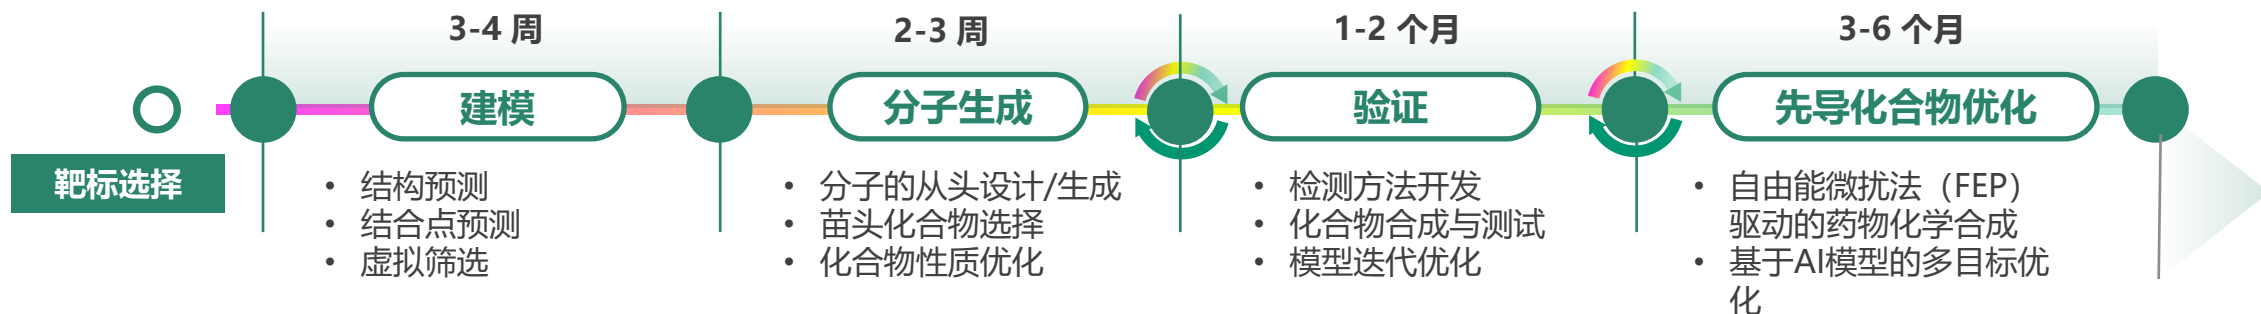 3-4 周
2-3 周
1-2 个月
3-6 个月
建模
分子生成
验证
先导化合物优化
靶标选择
• 结构预测
• 结合点预测
• 虚拟筛选
• 分子的从头设计/生成
• 苗头化合物选择
• 化合物性质优化
• 检测方法开发
• 化合物合成与测试
• 模型迭代优化
• 自由能微扰法（FEP）
驱动的药物化学合成
• 基于AI模型的多目标优
化